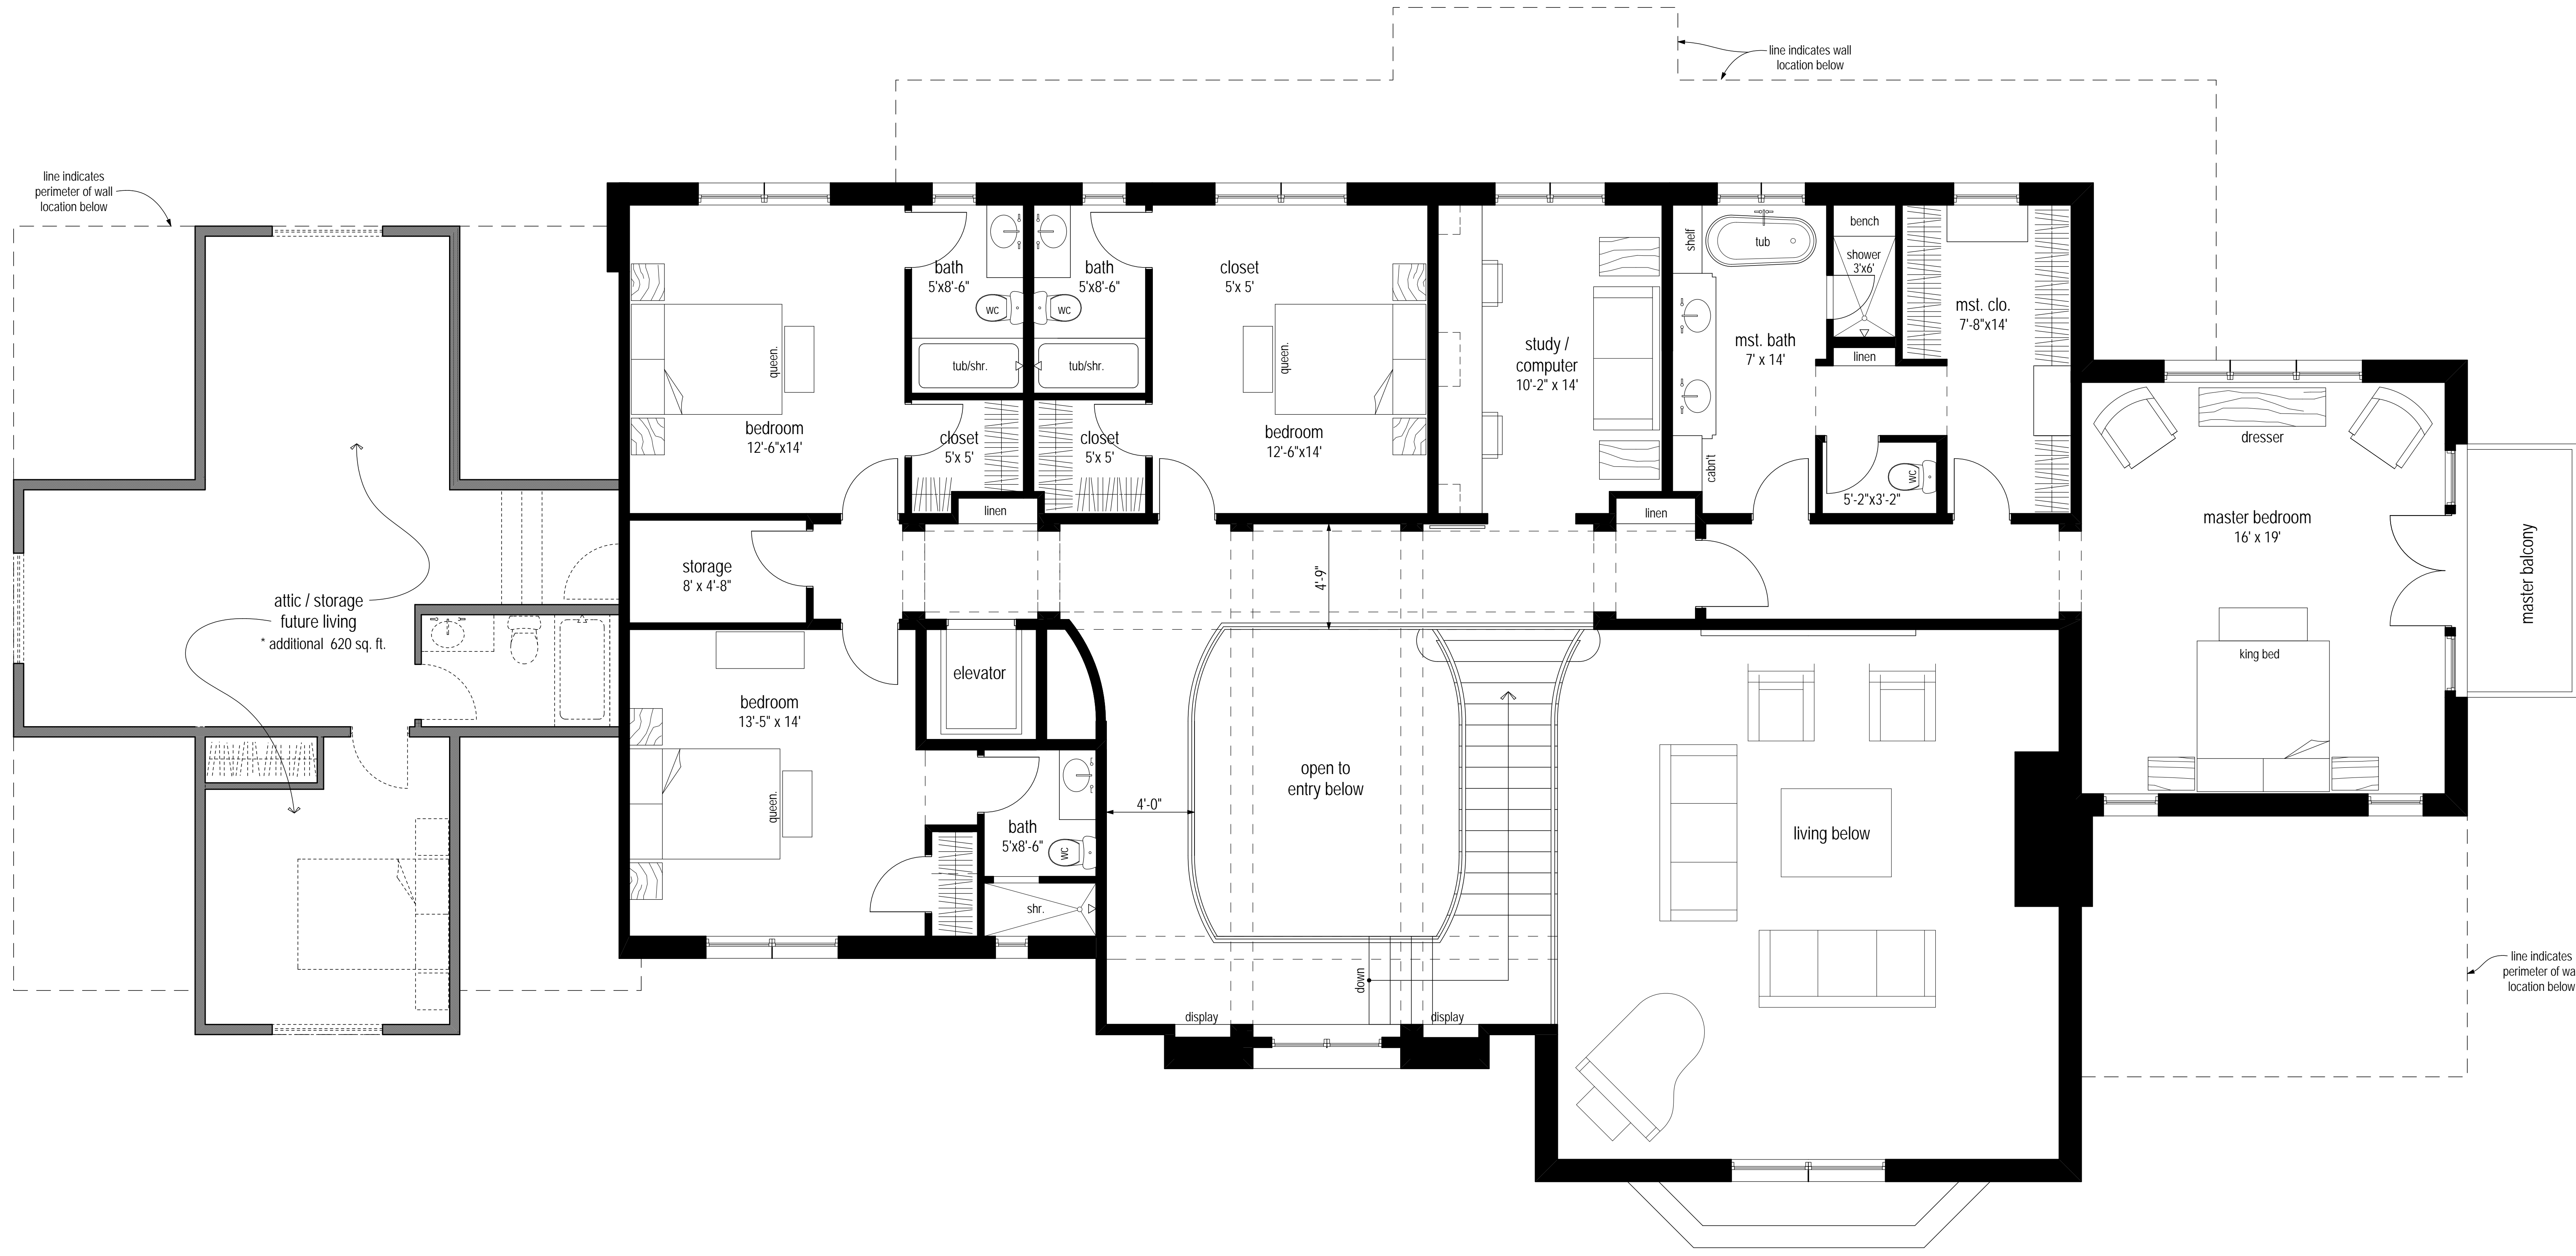 line indicates wall
location below
line indicates
perimeter of wall
location below
bench
shelf
tub
shower
3'x6'
bath
5'x8'-6"
bath
5'x8'-6"
closet
5'x 5'
WC
WC
mst. clo.
7'-8"x14'
study /
computer
10'-2" x 14'
mst. bath
7' x 14'
linen
queen.
tub/shr.
tub/shr.
queen.
bedroom
12'-6"x14'
closet
5'x 5'
closet
5'x 5'
bedroom
12'-6"x14'
dresser
cabn't
WC
5'-2"x3'-2"
linen
linen
master bedroom
16' x 19'
master balcony
storage
8' x 4'-8"
4'-9"
attic / storage
future living
* additional  620 sq. ft.
king bed
elevator
bedroom
13'-5" x 14'
queen.
open to
entry below
4'-0"
bath
5'x8'-6"
WC
living below
shr.
down
display
display
line indicates
perimeter of wa
location below